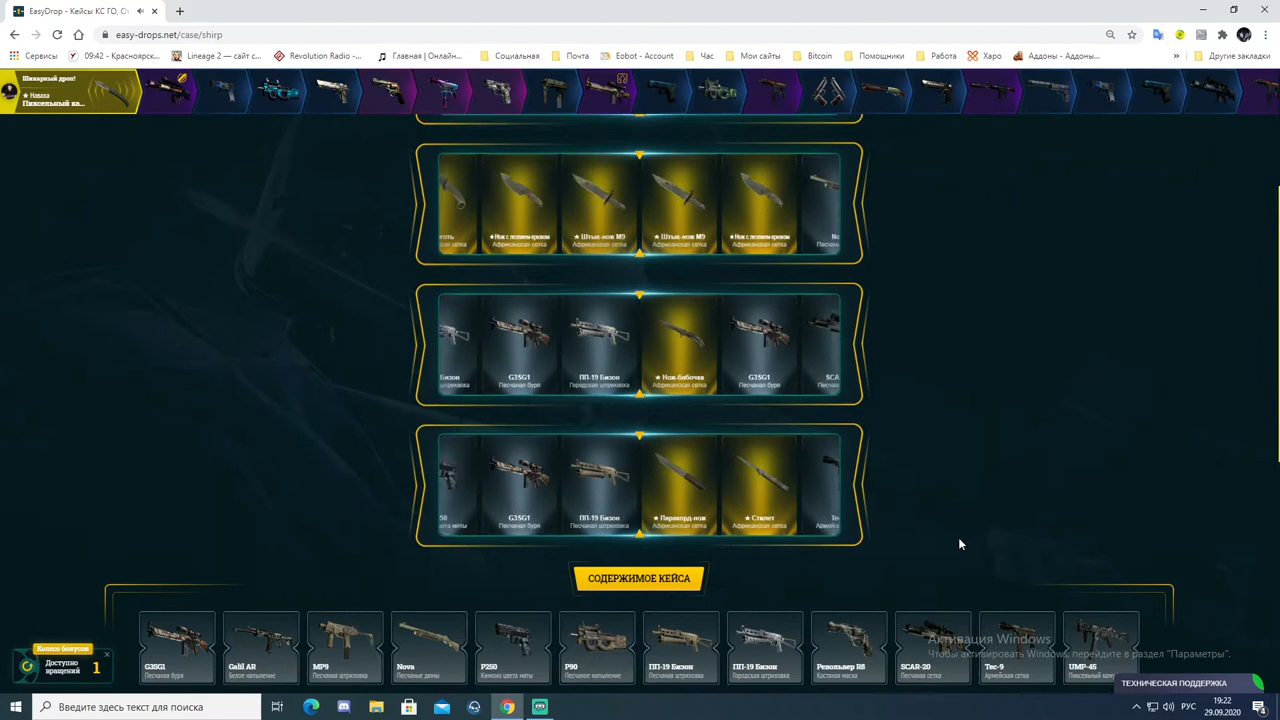 EasyDrop - Кейсы КС ГО, От
easy-drops.net/case/shirp
Сервисы
09:42 - Красноярск...
Lineage 2 — сайт с...
Revolution Radio -...
Главная | Онлайн...
Социальная
Почта
Eobot - Account
Час
Мои сайты
Bitcoin
Помощники
Работа
Харо
Аддоны - Аддоны...
Другие закладки
Шикарный дроп!
★ Наваха
Пиксельный ка...
★ Нож с лезвием-крюком
Африканская сетка
★ Штык-нож M9
Африканская сетка
★ Штык-нож M9
Африканская сетка
★ Нож с лезвием-крюком
Африканская сетка
Бизон
G3SG1
Песчаная буря
ПП-19 Бизон
Городская штриховка
★ Нож-бабочка
Африканская сетка
G3SG1
Песчаная буря
SCA
G3SG1
Песчаная буря
ПП-19 Бизон
Песчаная штриховка
★ Паракорд-нож
Африканская сетка
★ Стилет
Африканская сетка
СОДЕРЖИМОЕ КЕЙСА
G3SG1
Песчаная буря
Galil AR
Белое напыление
MP9
Песчаная штриховка
Nova
Песчаные дюны
P250
Кимоно цвета мяты
P90
Песчаное напыление
ПП-19 Бизон
Песчаная штриховка
ПП-19 Бизон
Городская штриховка
Револьвер R8
Костяная маска
SCAR-20
Песчаная сетка
Tec-9
Армейская сетка
UMP-45
Пиксельный кам
Колесо бонусов
Доступно
вращений
1
Активация Windows
Чтобы активировать Windows, перейдите в раздел "Параметры".
ТЕХНИЧЕСКАЯ ПОДДЕРЖКА
Введите здесь текст для поиска
РУС
19:22
29.09.2020
4